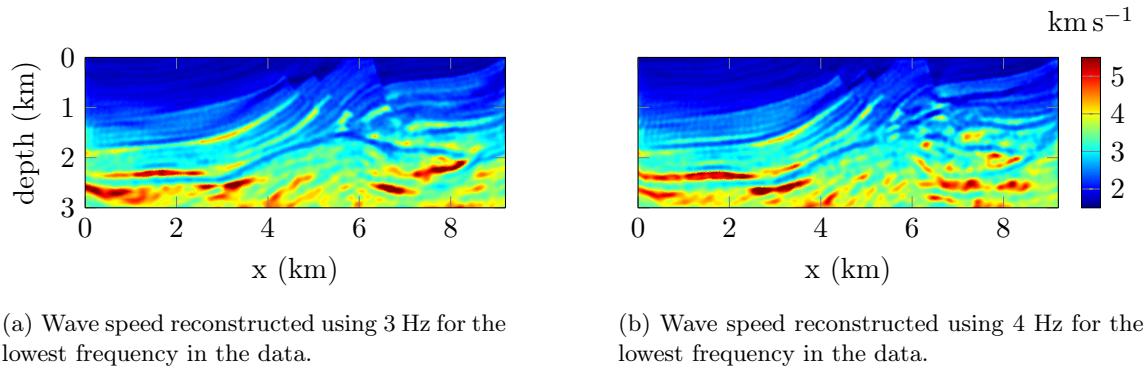 km s⁻¹
0
1
2
3
depth (km)
0 2 4 6 8
x (km)
0 2 4 6 8
x (km)
5
4
3
2
(a) Wave speed reconstructed using 3 Hz for the
lowest frequency in the data.
(b) Wave speed reconstructed using 4 Hz for the
lowest frequency in the data.